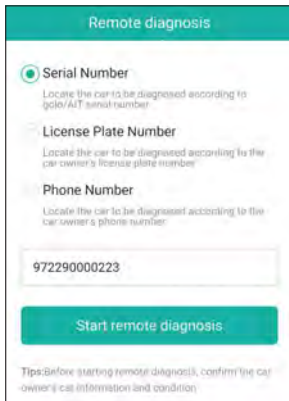 Remote diagnosis
Serial Number
Locate the car to be diagnosed according to
golo/AIT serial number
License Plate Number
Locate the car to be diagnosed according to the
car owner's license plate number
Phone Number
Locate the car to be diagnosed according to the
car owner's phone number
972290000223
Start remote diagnosis
Tips:Before starting remote diagnosis, confirm the car
owner's car information and condition